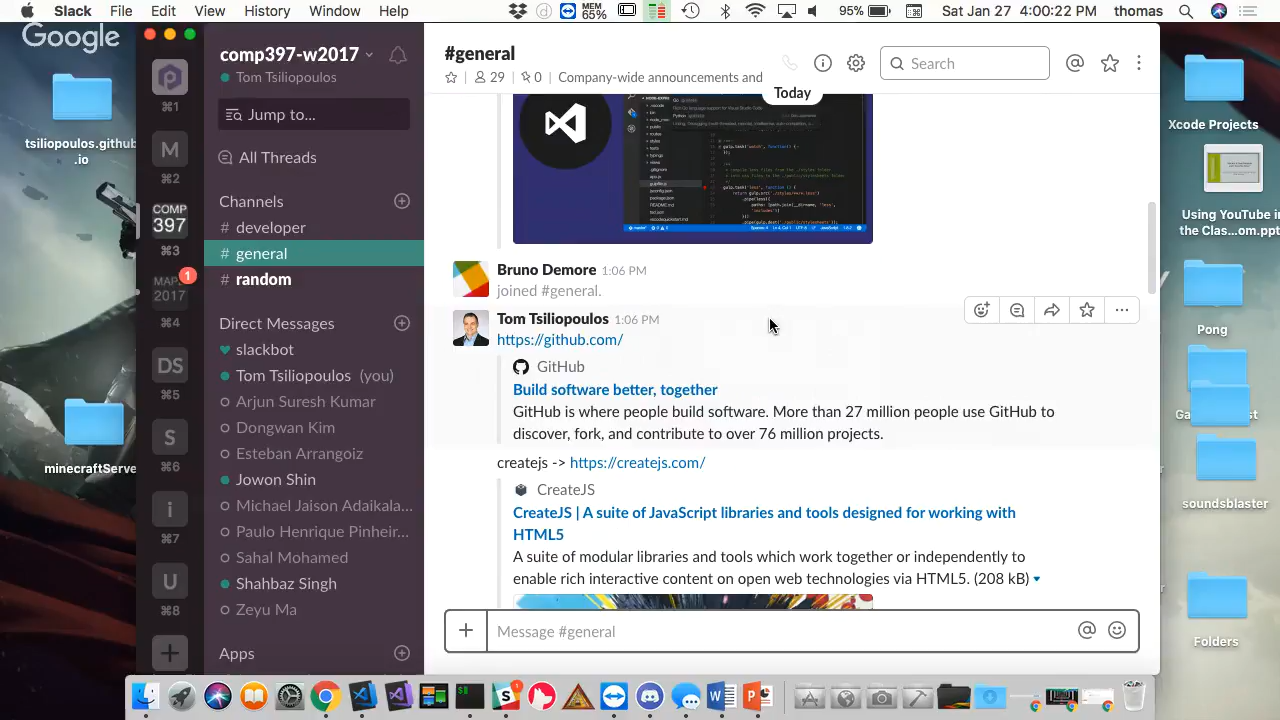 Slack File Edit View History Window Help
MEM
65%
95%
Sat Jan 27 4:00:22 PM thomas
Google
tsiliopoulos.github
.io
minecraftServe
⌘1
M
⌘2
COMP
397
⌘3
MAP.
2017
1
⌘4
DS
⌘5
S
⌘6
i
⌘7
U
⌘8
comp397-w2017
Tom Tsiliopoulos
Jump to...
All Threads
Channels
# developer
# general
# random
Direct Messages
slackbot
Tom Tsiliopoulos (you)
Arjun Suresh Kumar
Dongwan Kim
Esteban Arrangoiz
Jowon Shin
Michael Jaison Adaikala...
Paulo Henrique Pinheir...
Sahal Mohamed
Shahbaz Singh
Zeyu Ma
Apps
#general
29 0 Company-wide announcements and
Search
Today
Bruno Demore 1:06 PM
joined #general.
Tom Tsiliopoulos 1:06 PM
https://github.com/
GitHub
Build software better, together
GitHub is where people build software. More than 27 million people use GitHub to
discover, fork, and contribute to over 76 million projects.
createjs -> https://createjs.com/
CreateJS
CreateJS | A suite of JavaScript libraries and tools designed for working with
HTML5
A suite of modular libraries and tools which work together or independently to
enable rich interactive content on open web technologies via HTML5. (208 kB)
Message #general
Xcode Projects
YouTube
the Clas...om.ppt
Pong
soundsblaster
Folders